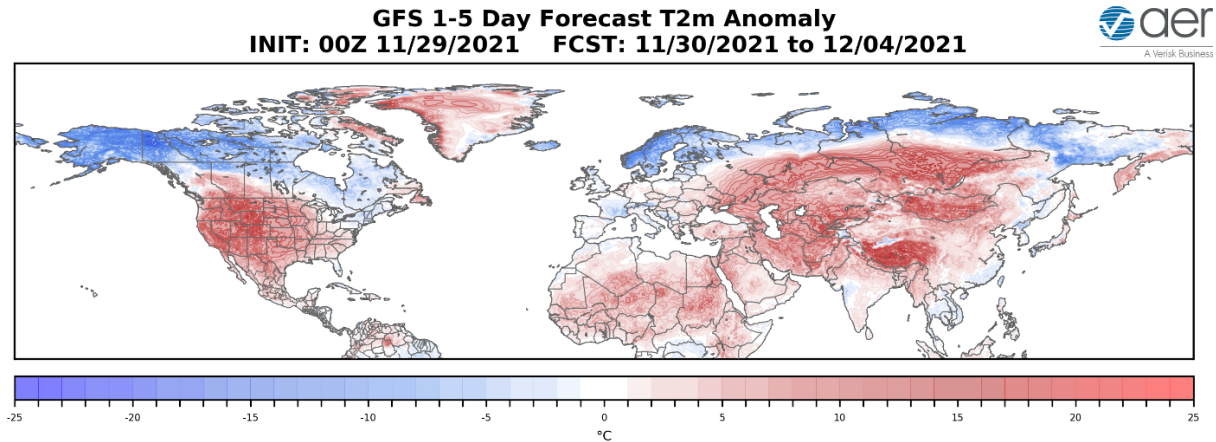 GFS 1-5 Day Forecast T2m Anomaly
INIT: 00Z 11/29/2021 FCST: 11/30/2021 to 12/04/2021
aer
A Verisk Business
-25 -20 -15 -10 -5 0 5 10 15 20 25
°C